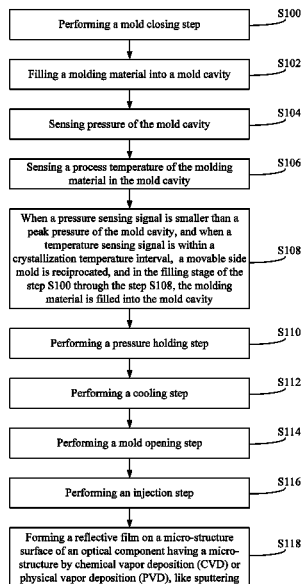 S100
Performing a mold closing step
S102
Filling a molding material into a mold cavity
S104
Sensing pressure of the mold cavity
S106
Sensing a process temperature of the molding
material in the mold cavity
S108
When a pressure sensing signal is smaller than a
peak pressure of the mold cavity, and when a
temperature sensing signal is within a
crystallization temperature interval, a movable side
mold is reciprocated, and in the filling stage of the
step S100 through the step S108, the molding
material is filled into the mold cavity
S110
Performing a pressure holding step
S112
Performing a cooling step
S114
Performing a mold opening step
S116
Performing an injection step
S118
Forming a reflective film on a micro-structure
surface of an optical component having a micro-
structure by chemical vapor deposition (CVD) or
physical vapor deposition (PVD), like sputtering